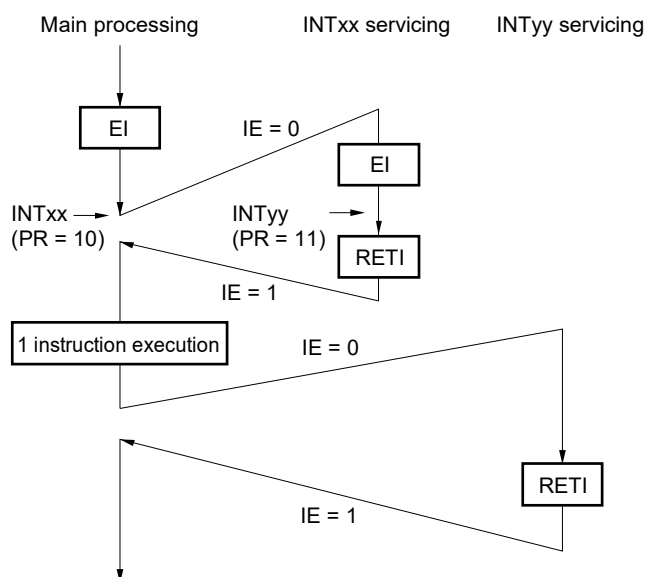 Main processing
INTxx servicing
INTyy servicing
EI
IE = 0
EI
INTxx
(PR = 10)
INTyy
(PR = 11)
RETI
IE = 1
1 instruction execution
IE = 0
RETI
IE = 1